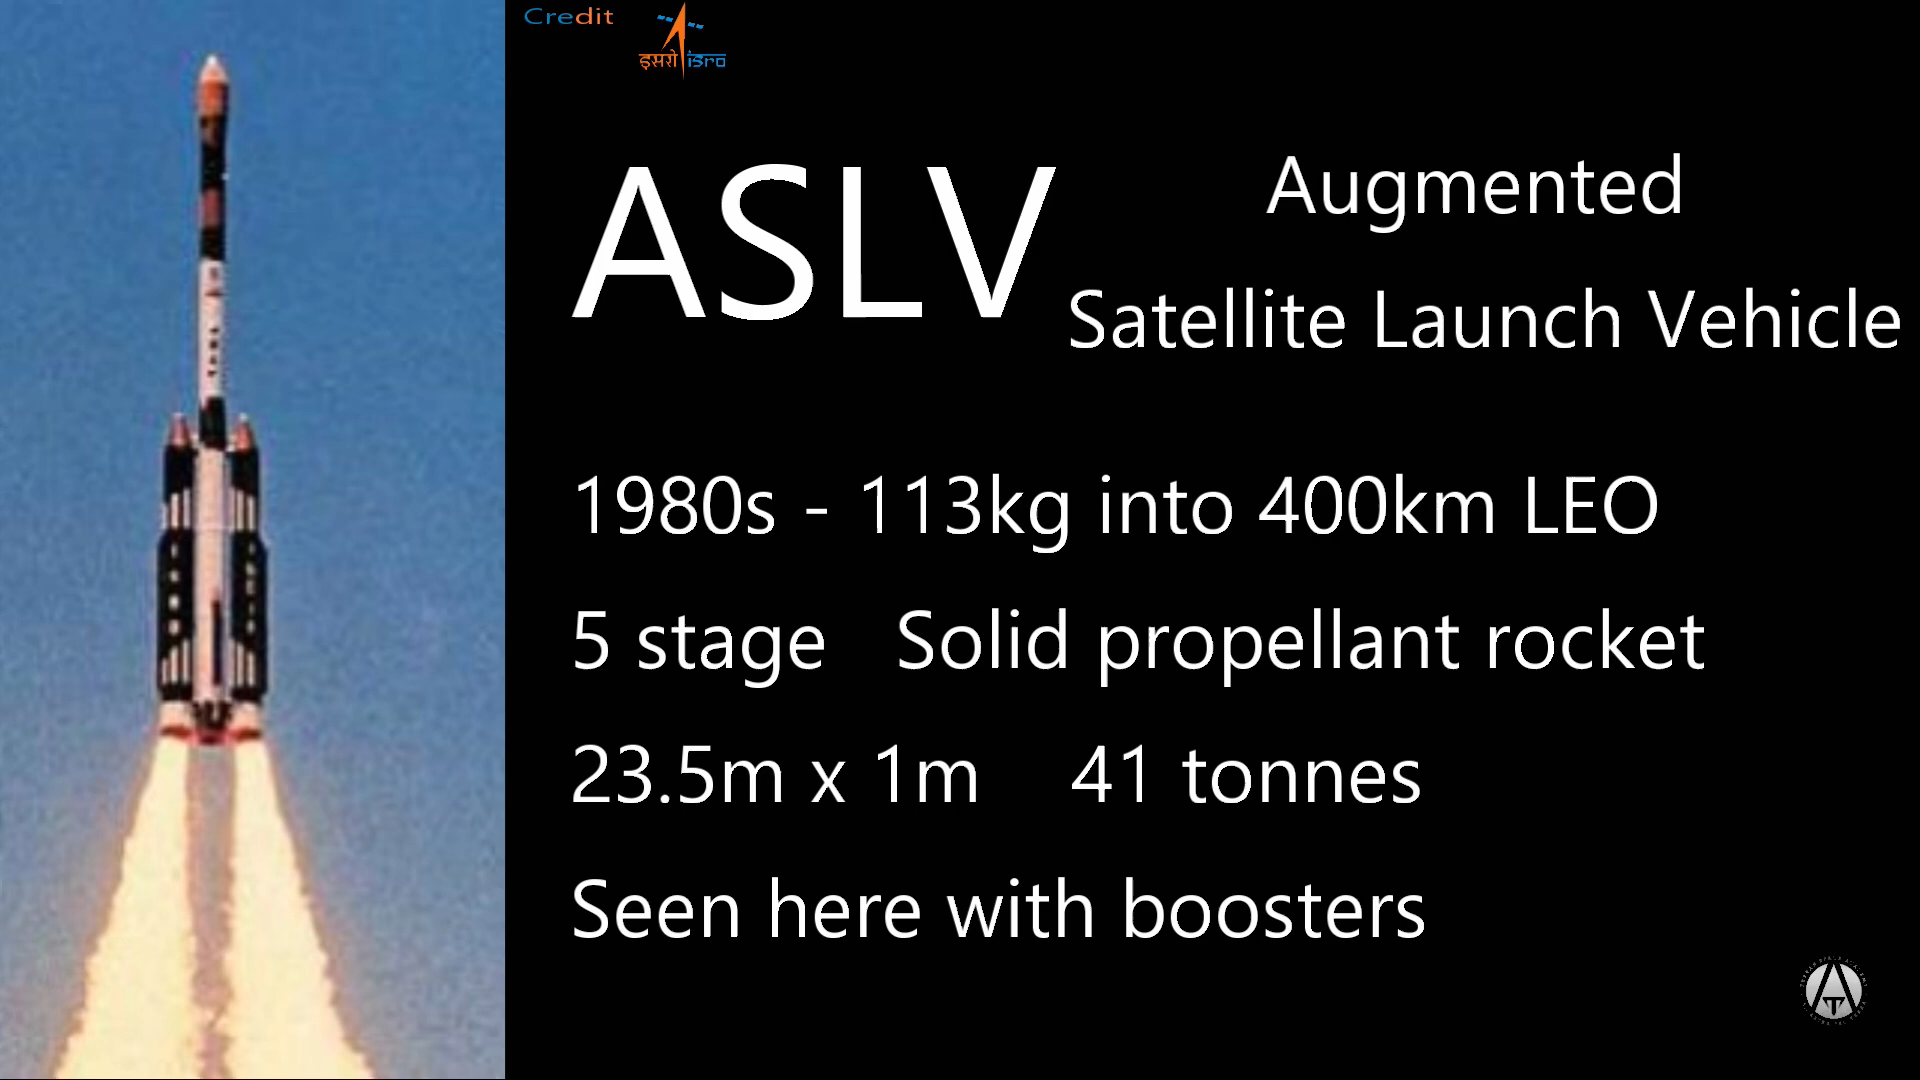 Credit
इसरो isro
ASLV
Augmented
Satellite Launch Vehicle
1980s - 113kg into 400km LEO
5 stage Solid propellant rocket
23.5m x 1m 41 tonnes
Seen here with boosters